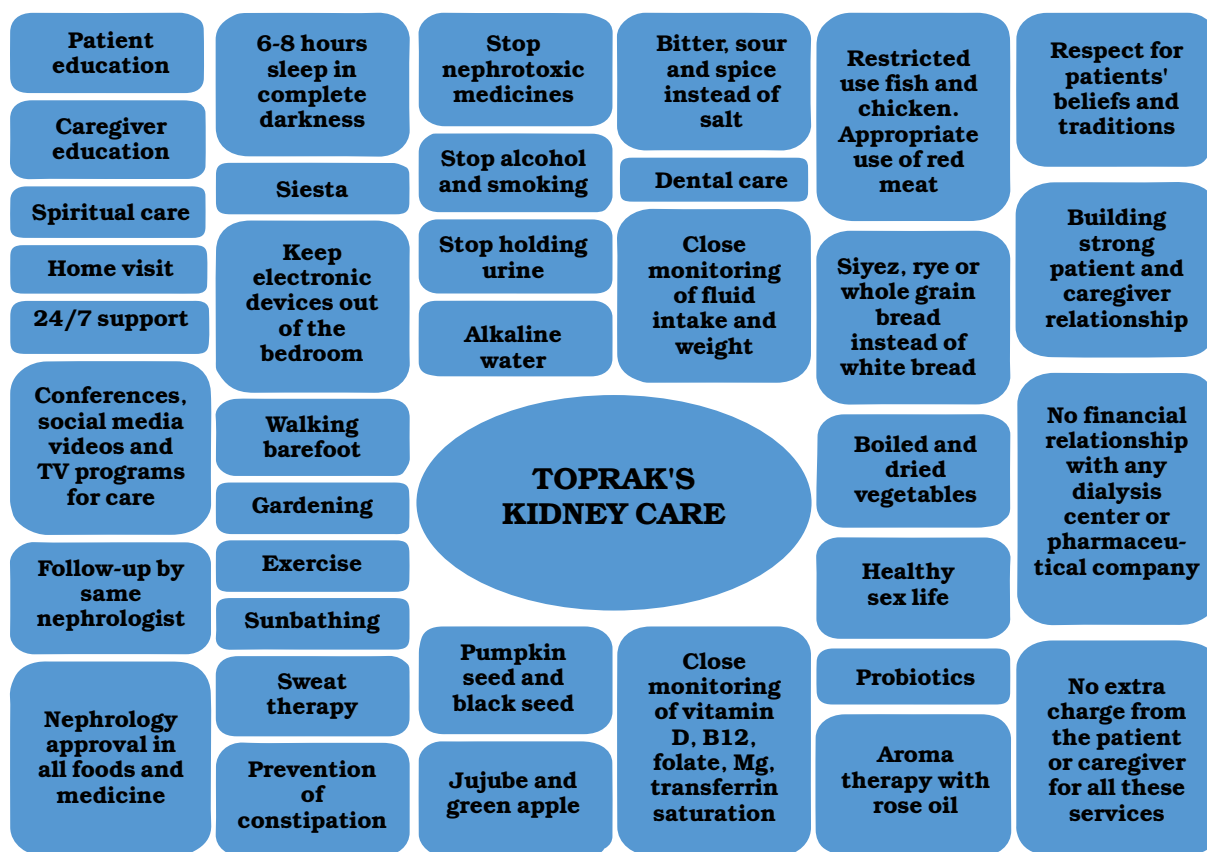 Patient
education
Caregiver
education
Spiritual care
Home visit
24/7 support
Conferences,
social media
videos and
TV programs
for care
Follow-up by
same
nephrologist
Nephrology
approval in
all foods and
medicine
6-8 hours
sleep in
complete
darkness
Siesta
Keep
electronic
devices out
of the
bedroom
Walking
barefoot
Gardening
Exercise
Sunbathing
Sweat
therapy
Prevention
of
constipation
Stop
nephrotoxic
medicines
Stop alcohol
and smoking
Stop holding
urine
Alkaline
water
Bitter, sour
and spice
instead of
salt
Dental care
Close
monitoring
of fluid
intake and
weight
TOPRAK'S
KIDNEY CARE
Pumpkin
seed and
black seed
Jujube and
green apple
Close
monitoring
of vitamin
D, B12,
folate, Mg,
transferrin
saturation
Restricted
use fish and
chicken.
Appropriate
use of red
meat
Siyez, rye or
whole grain
bread
instead of
white bread
Boiled and
dried
vegetables
Healthy
sex life
Probiotics
Aroma
therapy with
rose oil
Respect for
patients'
beliefs and
traditions
Building
strong
patient and
caregiver
relationship
No financial
relationship
with any
dialysis
center or
pharmaceu-
tical company
No extra
charge from
the patient
or caregiver
for all these
services